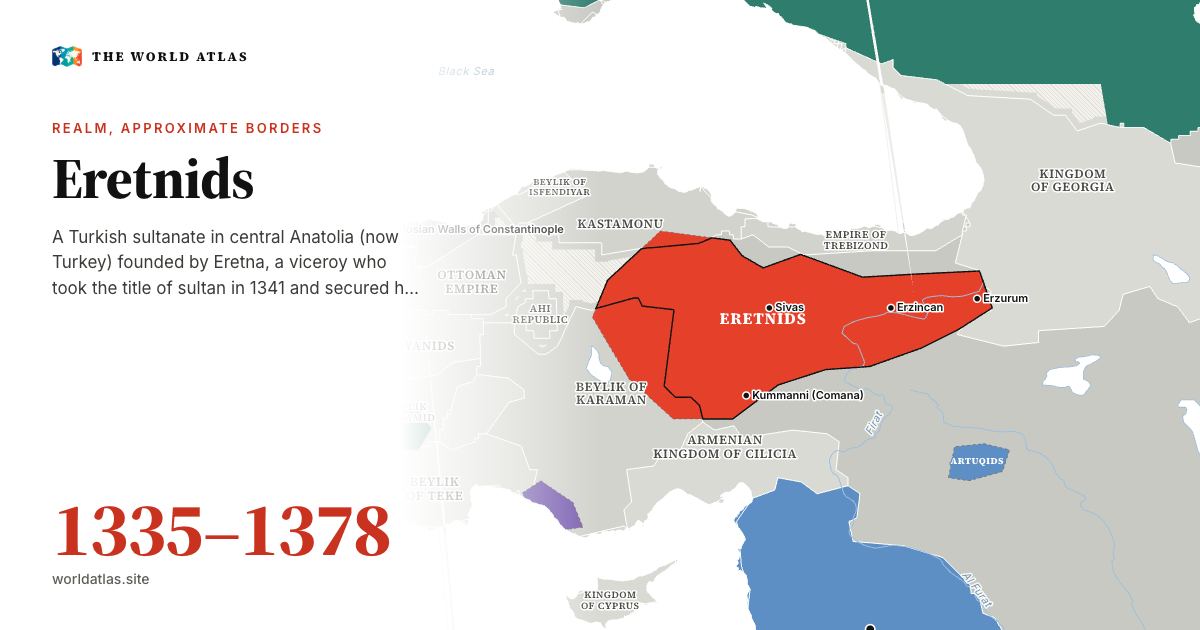 THE WORLD ATLAS
REALM, APPROXIMATE BORDERS
Eretnids
A Turkish sultanate in central Anatolia (now
Turkey) founded by Eretna, a viceroy who
took the title of sultan in 1341 and secured h...
1335–1378
worldatlas.site
Black Sea
BEYLIK OF
ISFENDIYAR
Walls of Constantinople
KASTAMONU
EMPIRE OF
TREBIZOND
KINGDOM
OF GEORGIA
OTTOMAN
EMPIRE
AHI
REPUBLIC
Sivas
ERETNIDS
Erzincan
Erzurum
BEYLIK OF
KARAMAN
Kummanni (Comana)
Firat
ARMENIAN
KINGDOM OF CILICIA
ARTUQIDS
BEYLIK
OF TEKE
Al Furat
KINGDOM
OF CYPRUS